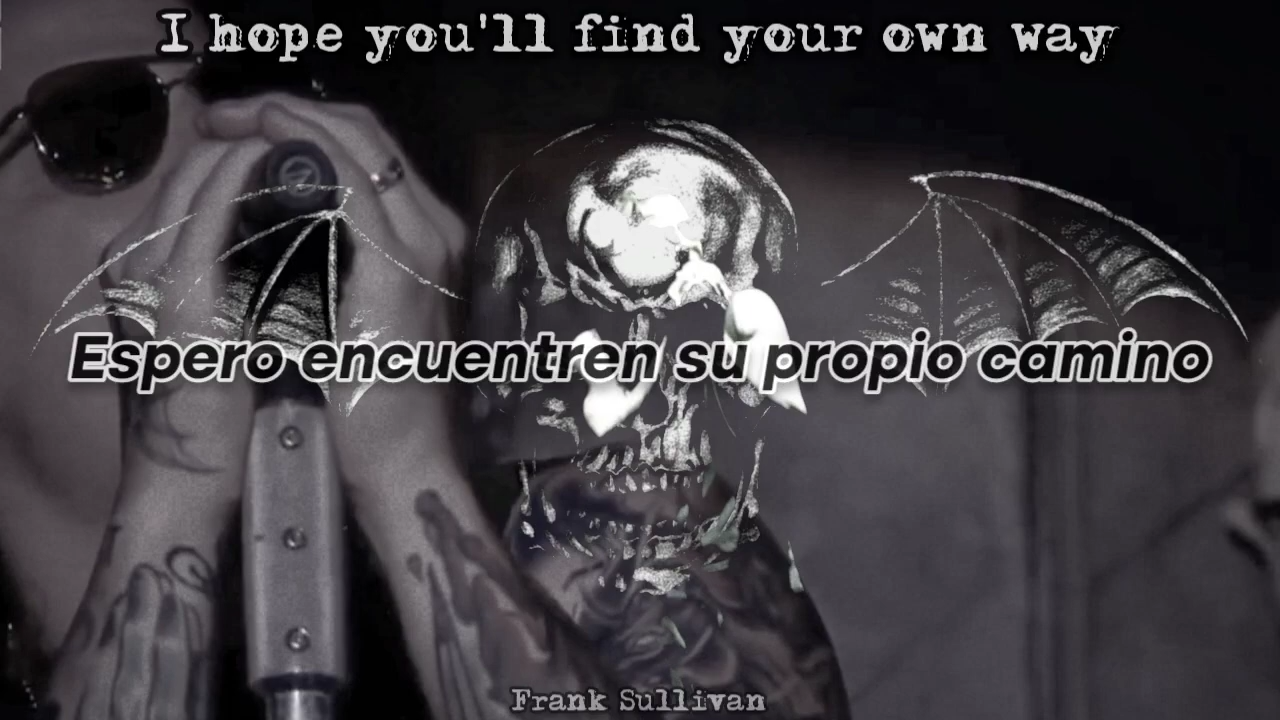 I hope you'll find your own way
Espero encuentren su propio camino
Frank Sullivan